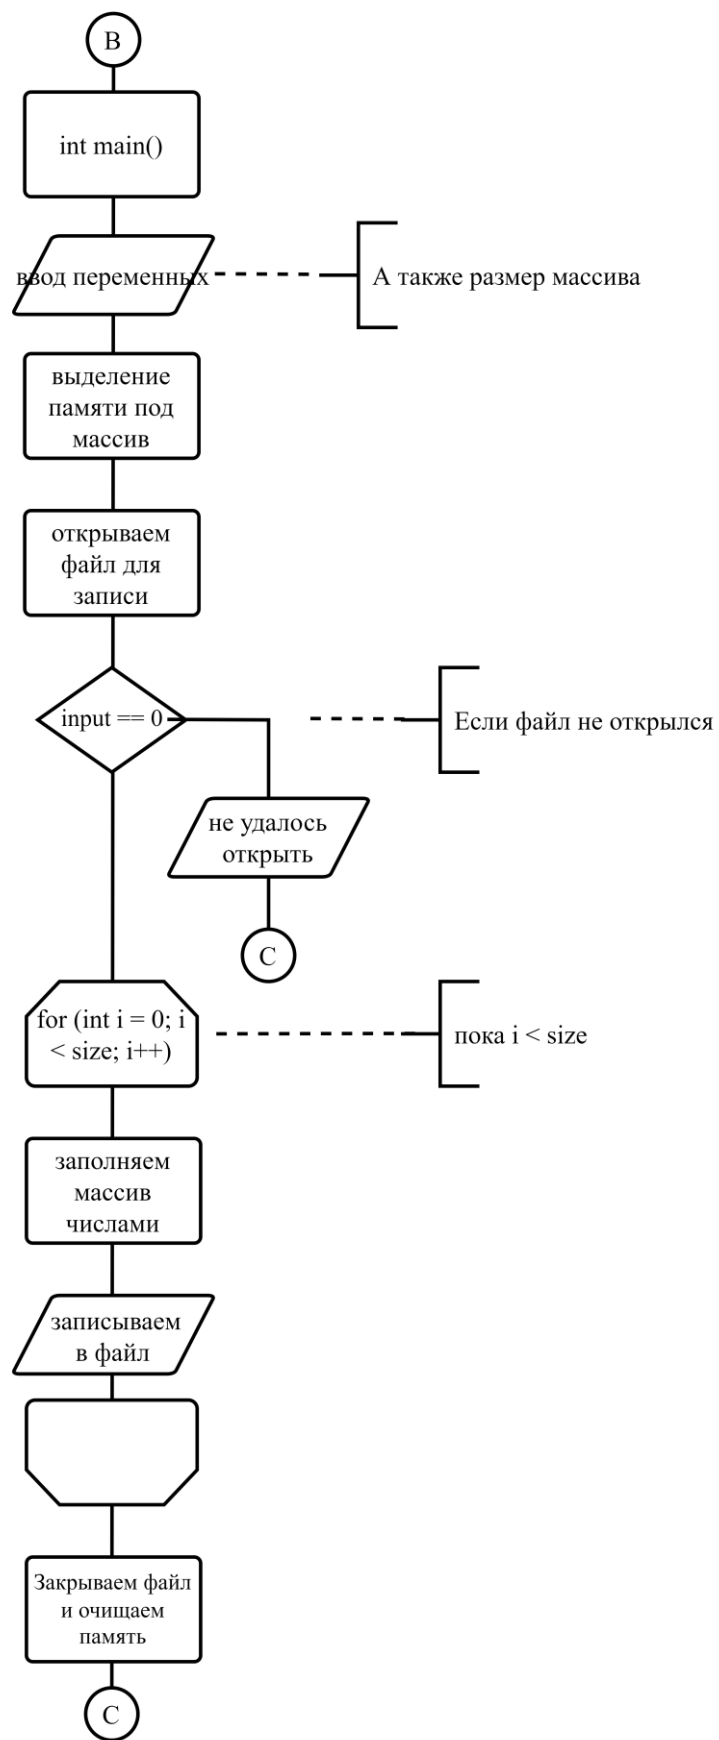 B
int main()
ввод переменных
А также размер массива
выделение
памяти под
массив
открываем
файл для
записи
input == 0
Если файл не открылся
не удалось
открыть
C
for (int i = 0; i
< size; i++)
пока i < size
заполняем
массив
числами
записываем
в файл
Закрываем файл
и очищаем
память
C